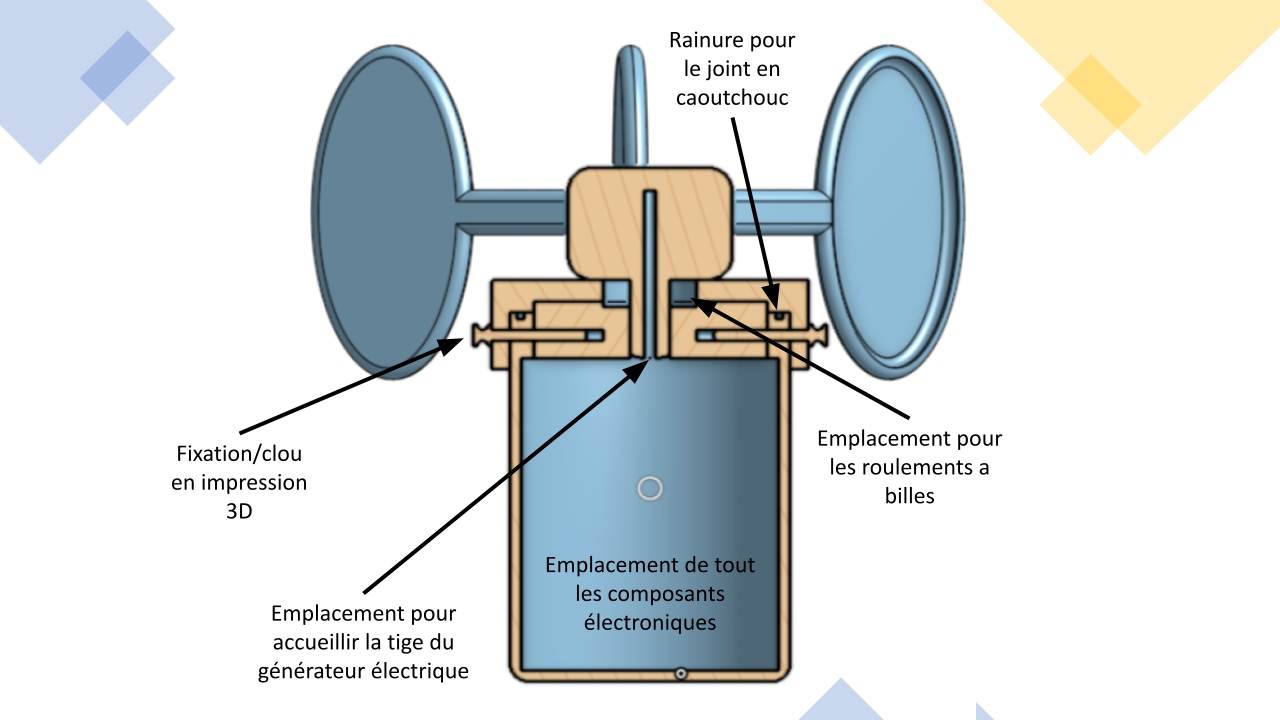 Rainure pour
le joint en
caoutchouc
Fixation/clou
en impression
3D
Emplacement pour
les roulements a
billes
Emplacement de tout
les composants
électroniques
Emplacement pour
accueillir la tige du
générateur électrique